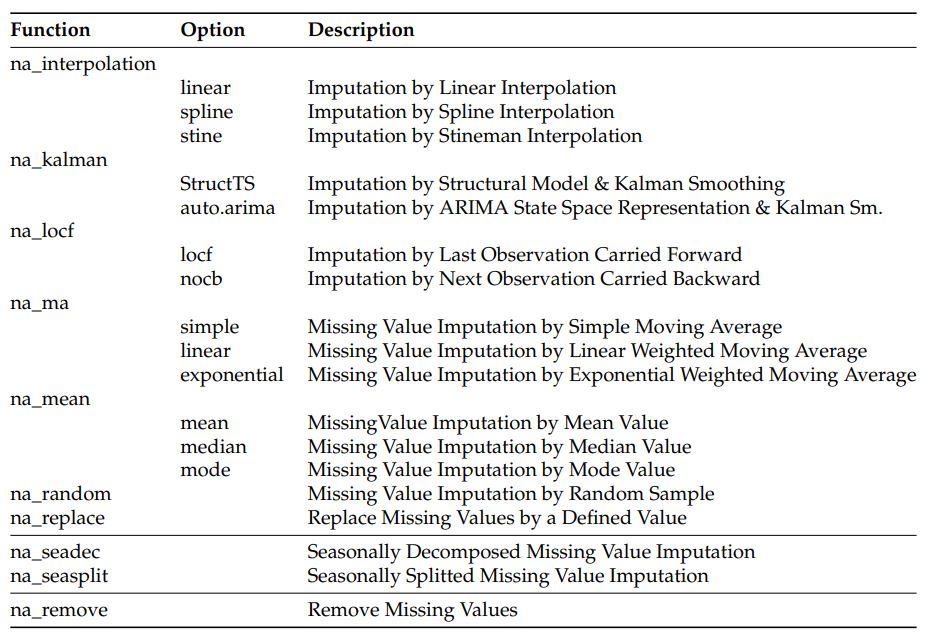 Function Option Description
na_interpolation
linear Imputation by Linear Interpolation
spline Imputation by Spline Interpolation
stine Imputation by Stineman Interpolation
na_kalman
StructTS Imputation by Structural Model & Kalman Smoothing
auto.arima Imputation by ARIMA State Space Representation & Kalman Sm.
na_locf
locf Imputation by Last Observation Carried Forward
nocb Imputation by Next Observation Carried Backward
na_ma
simple Missing Value Imputation by Simple Moving Average
linear Missing Value Imputation by Linear Weighted Moving Average
exponential Missing Value Imputation by Exponential Weighted Moving Average
na_mean
mean MissingValue Imputation by Mean Value
median Missing Value Imputation by Median Value
mode Missing Value Imputation by Mode Value
na_random Missing Value Imputation by Random Sample
na_replace Replace Missing Values by a Defined Value
na_seadec Seasonally Decomposed Missing Value Imputation
na_seasplit Seasonally Splitted Missing Value Imputation
na_remove Remove Missing Values